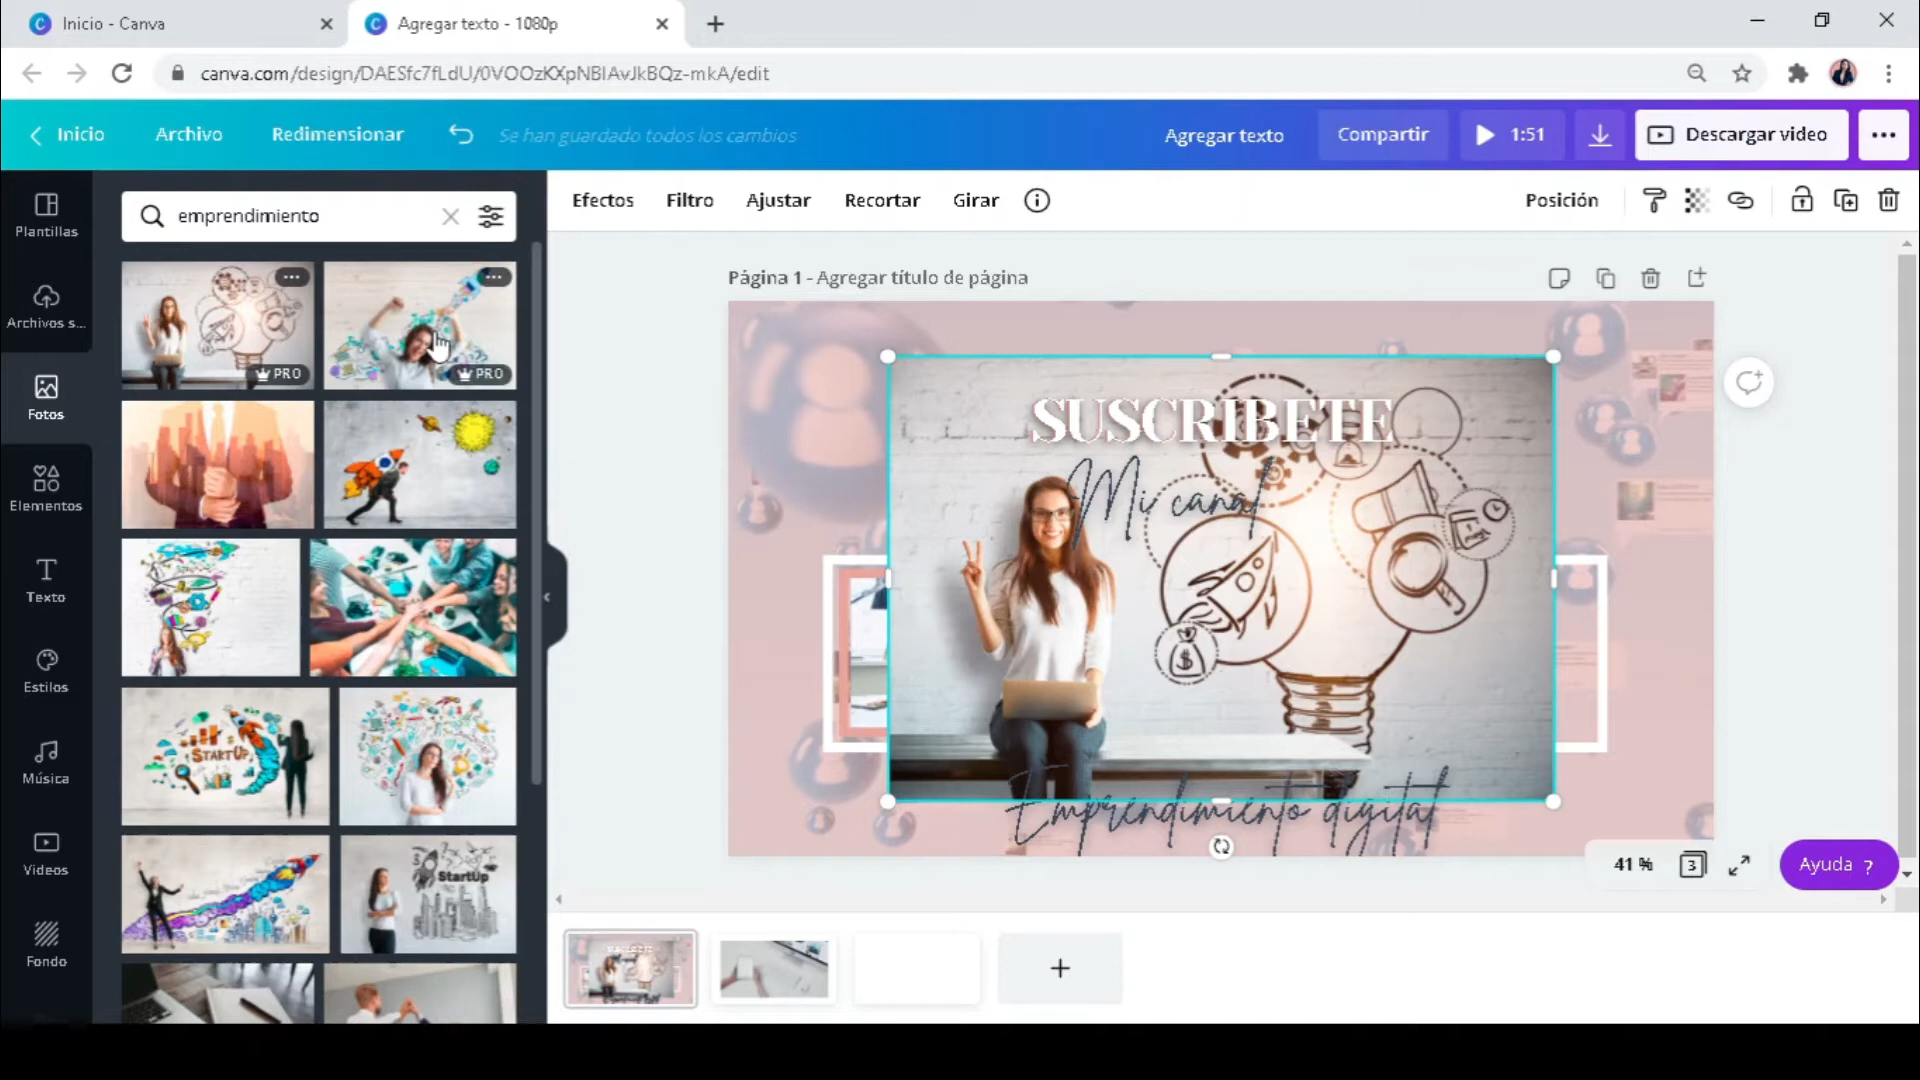 Inicio - Canva
Agregar texto - 1080p
canva.com/design/DAESfc7fLdU/0VOOzKXpNBIAvJkBQz-mkA/edit
Inicio
Archivo
Redimensionar
Se han guardado todos los cambios
Agregar texto
Compartir
1:51
Descargar video
Plantillas
Archivos s...
Fotos
Elementos
Texto
Estilos
Música
Videos
Fondo
emprendimiento
PRO
PRO
STARTUP
StartUp
Efectos
Filtro
Ajustar
Recortar
Girar
Posición
Página 1 - Agregar título de página
SUSCRIBETE
Mi canal
Emprendimiento digital
41 %
3
Ayuda ?